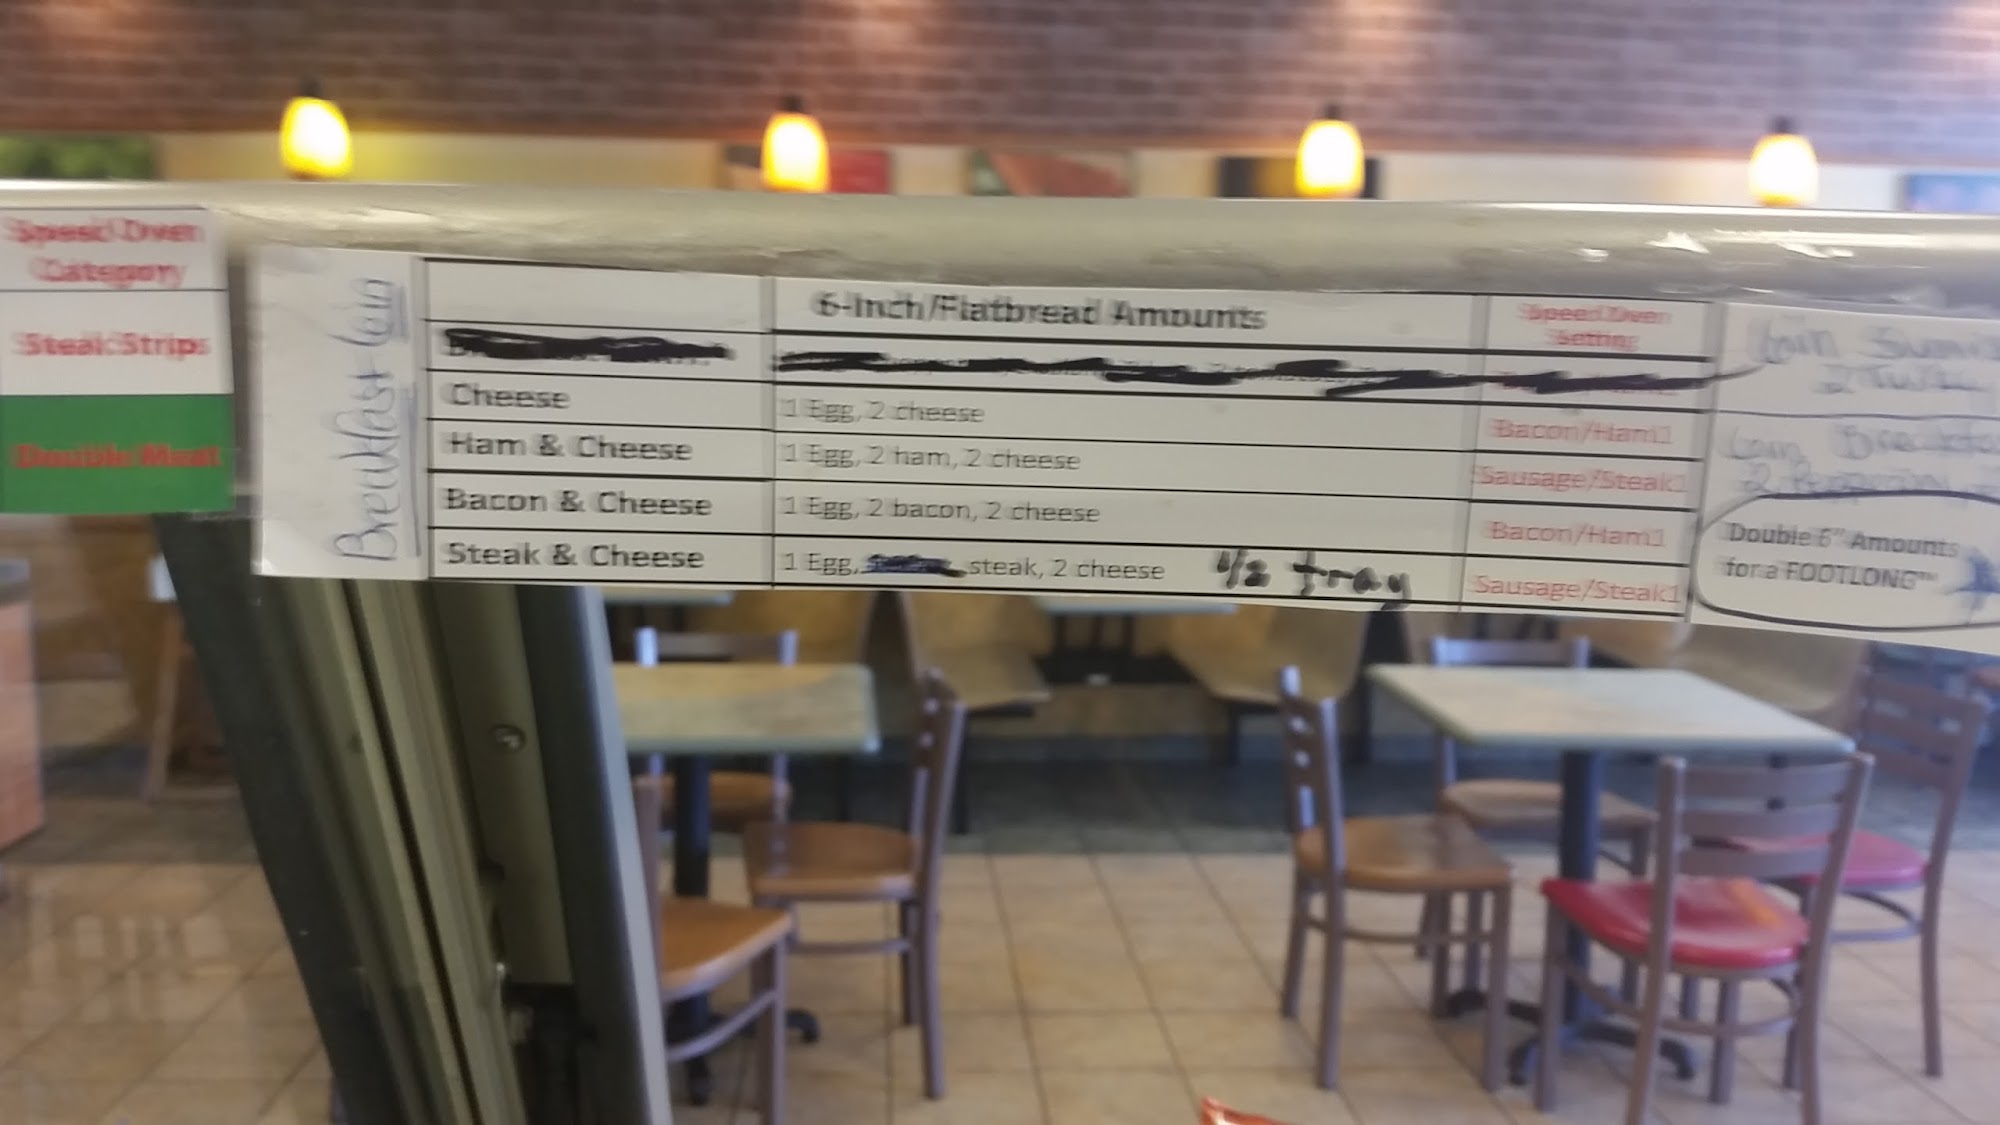 Speed Oven
Category
Steak Strips
Double Meat
Breakfast
6-Inch/Flatbread Amounts
Speed Oven
Setting
Cheese
1 Egg, 2 cheese
Bacon/Ham1
Ham & Cheese
1 Egg, 2 ham, 2 cheese
Sausage/Steak1
Bacon & Cheese
1 Egg, 2 bacon, 2 cheese
Bacon/Ham1
Steak & Cheese
1 Egg, steak, 2 cheese 1/2 tray
Sausage/Steak1
Double 6" Amounts
for a FOOTLONG™